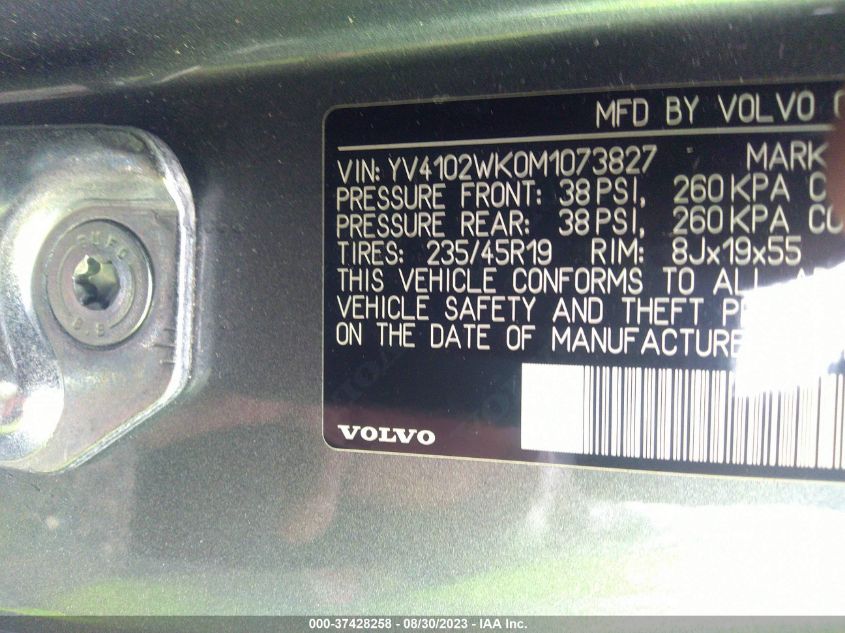 MFD BY VOLVO
VIN: YV4102WK0M1073827 MARK
PRESSURE FRONT: 38 PSI, 260 KPA
PRESSURE REAR: 38 PSI, 260 KPA
TIRES: 235/45R19 RIM: 8Jx19x55
THIS VEHICLE CONFORMS TO ALL
VEHICLE SAFETY AND THEFT
ON THE DATE OF MANUFACTURE
VOLVO
000-37428258 - 08/30/2023 - IAA Inc.